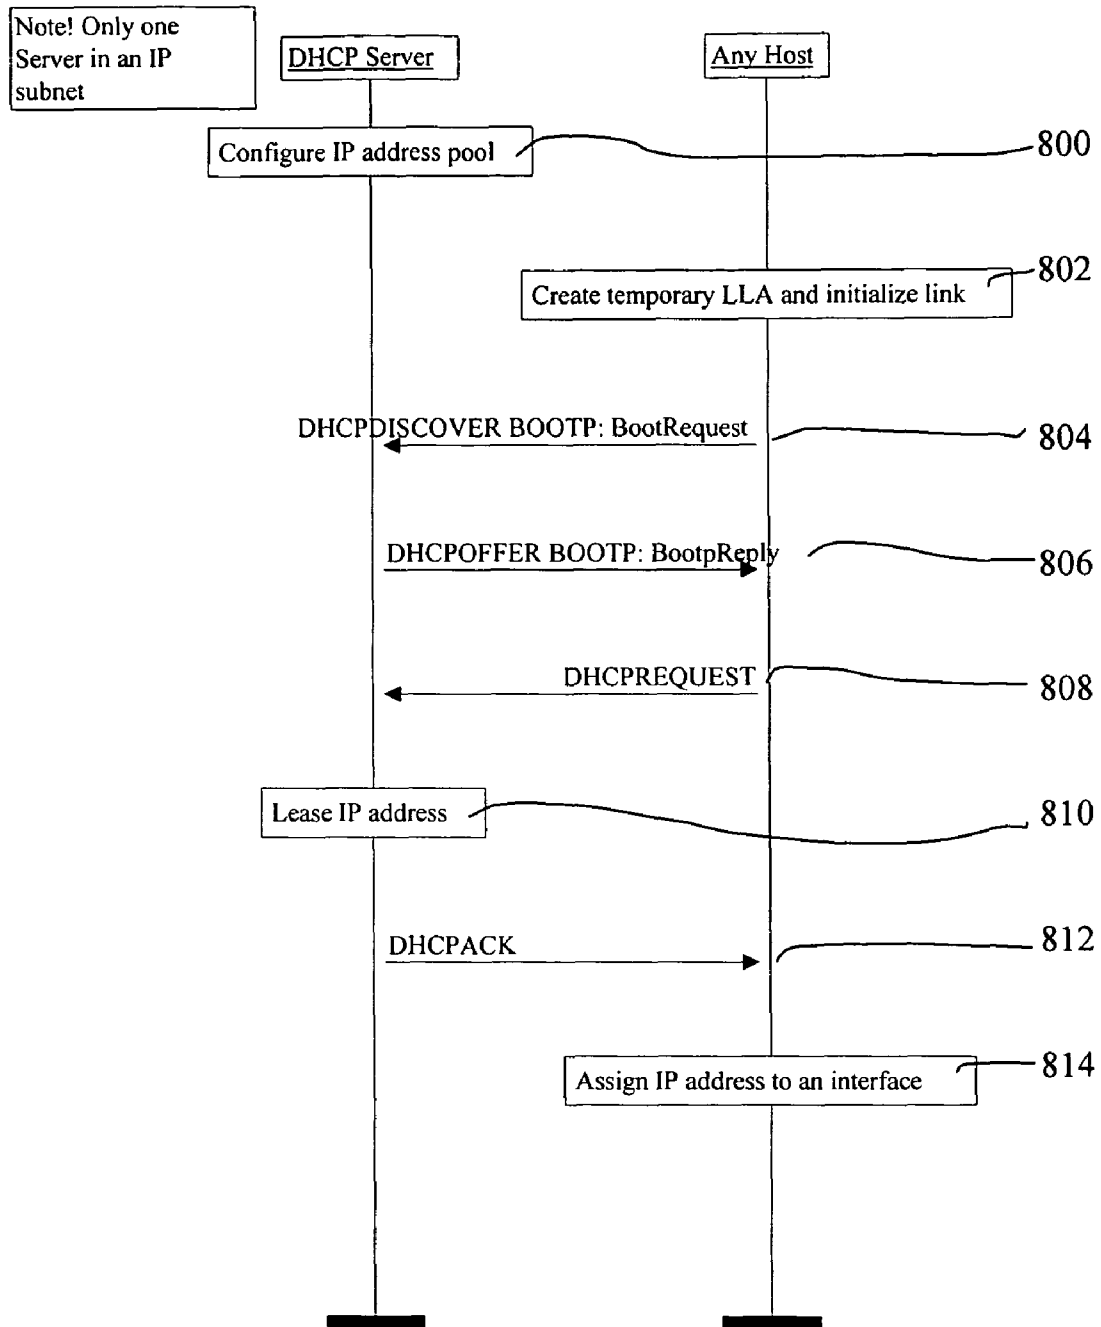 Note! Only one
Server in an IP
subnet
DHCP Server
Any Host
Configure IP address pool
800
802
Create temporary LLA and initialize link
DHCPDISCOVER BOOTP: BootRequest
804
DHCPOFFER BOOTP: BootpReply
806
DHCPREQUEST
808
Lease IP address
810
DHCPACK
812
814
Assign IP address to an interface